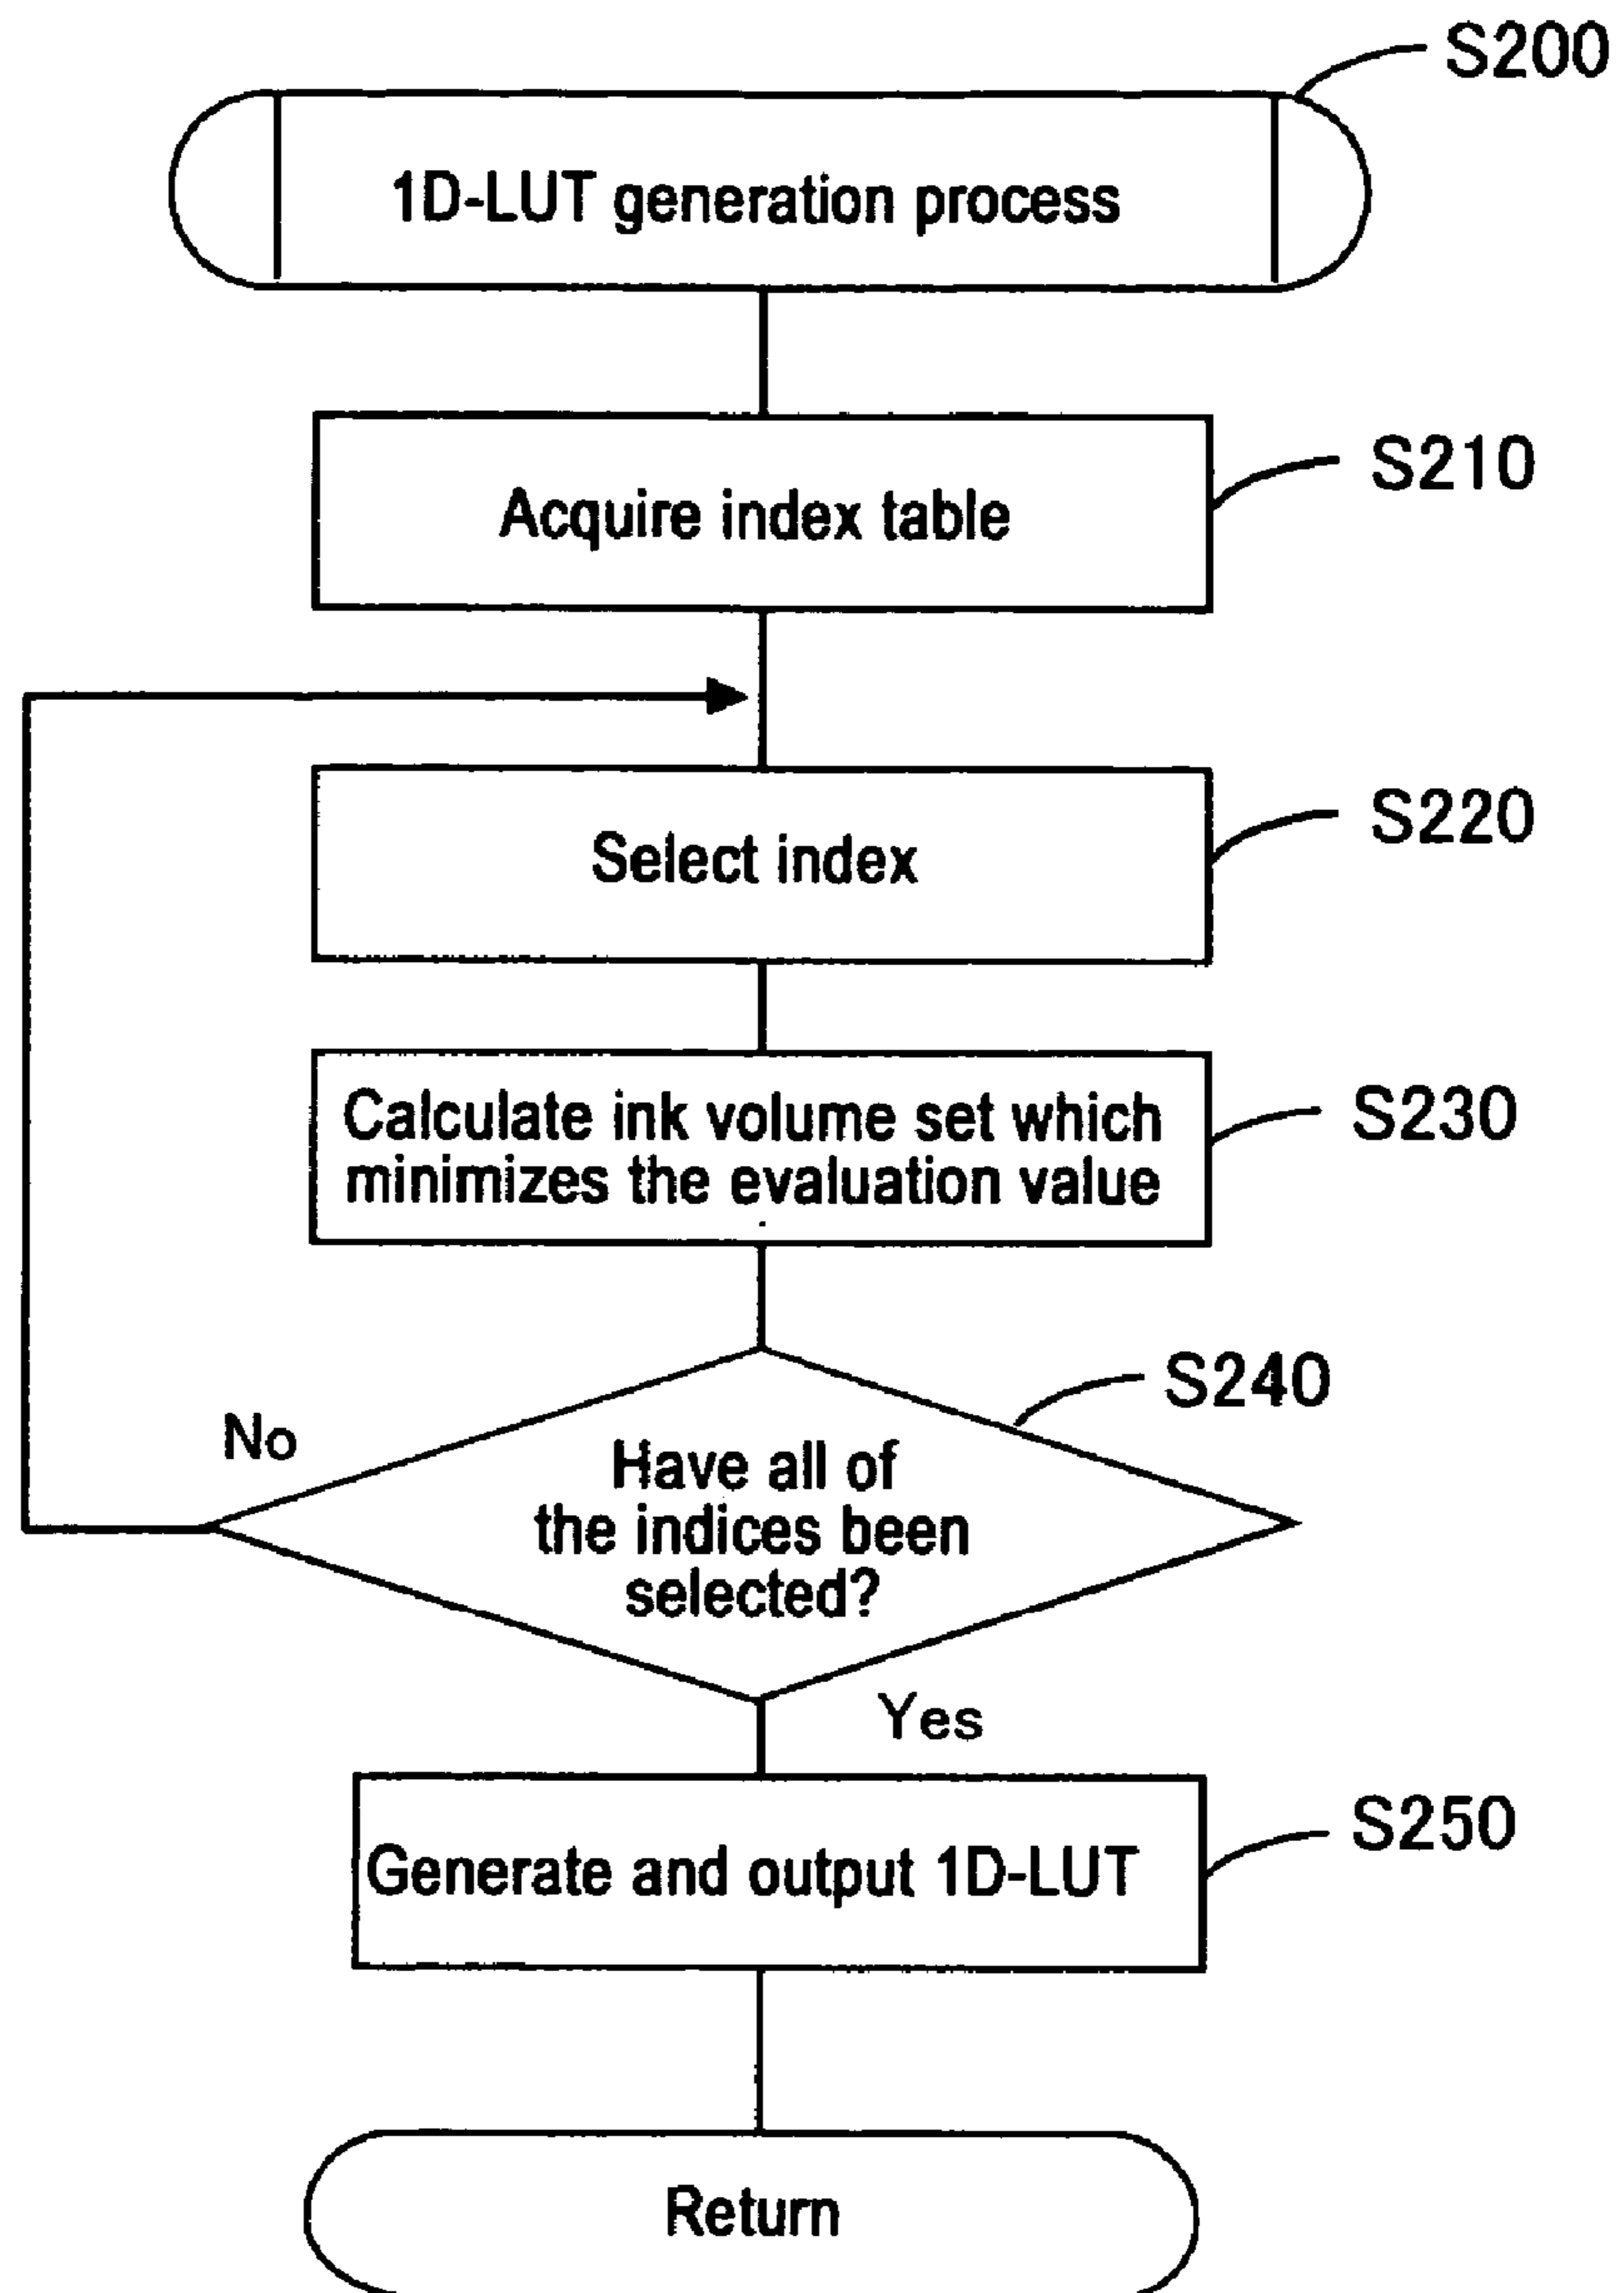 S200
1D-LUT generation process
S210
Acquire index table
S220
Select index
S230
Calculate ink volume set which
minimizes the evaluation value
S240
No
Have all of
the indices been
selected?
Yes
S250
Generate and output 1D-LUT
Return